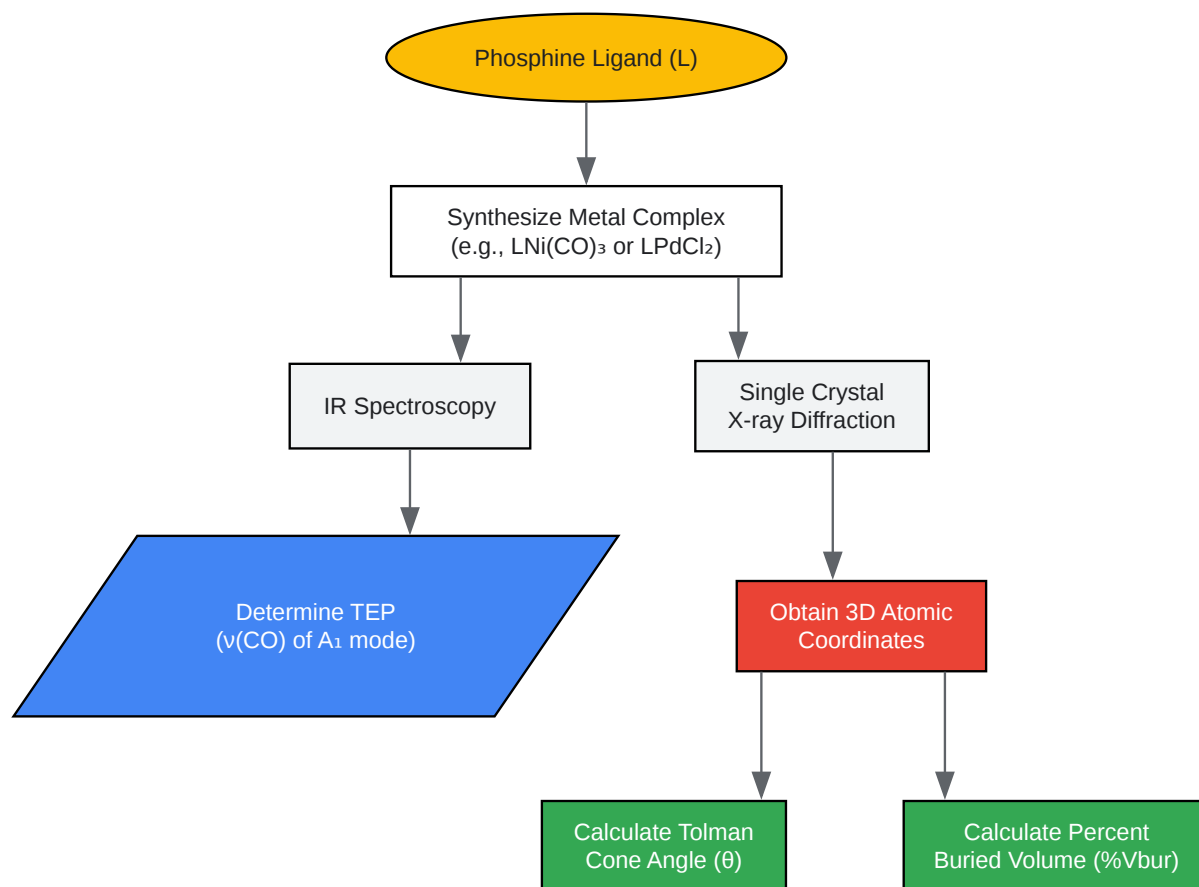 Phosphine Ligand (L)
Synthesize Metal Complex
(e.g., LNi(CO)₃ or LPdCl₂)
IR Spectroscopy
Single Crystal
X-ray Diffraction
Determine TEP
(ν(CO) of A₁ mode)
Obtain 3D Atomic
Coordinates
Calculate Tolman
Cone Angle (θ)
Calculate Percent
Buried Volume (%Vbur)